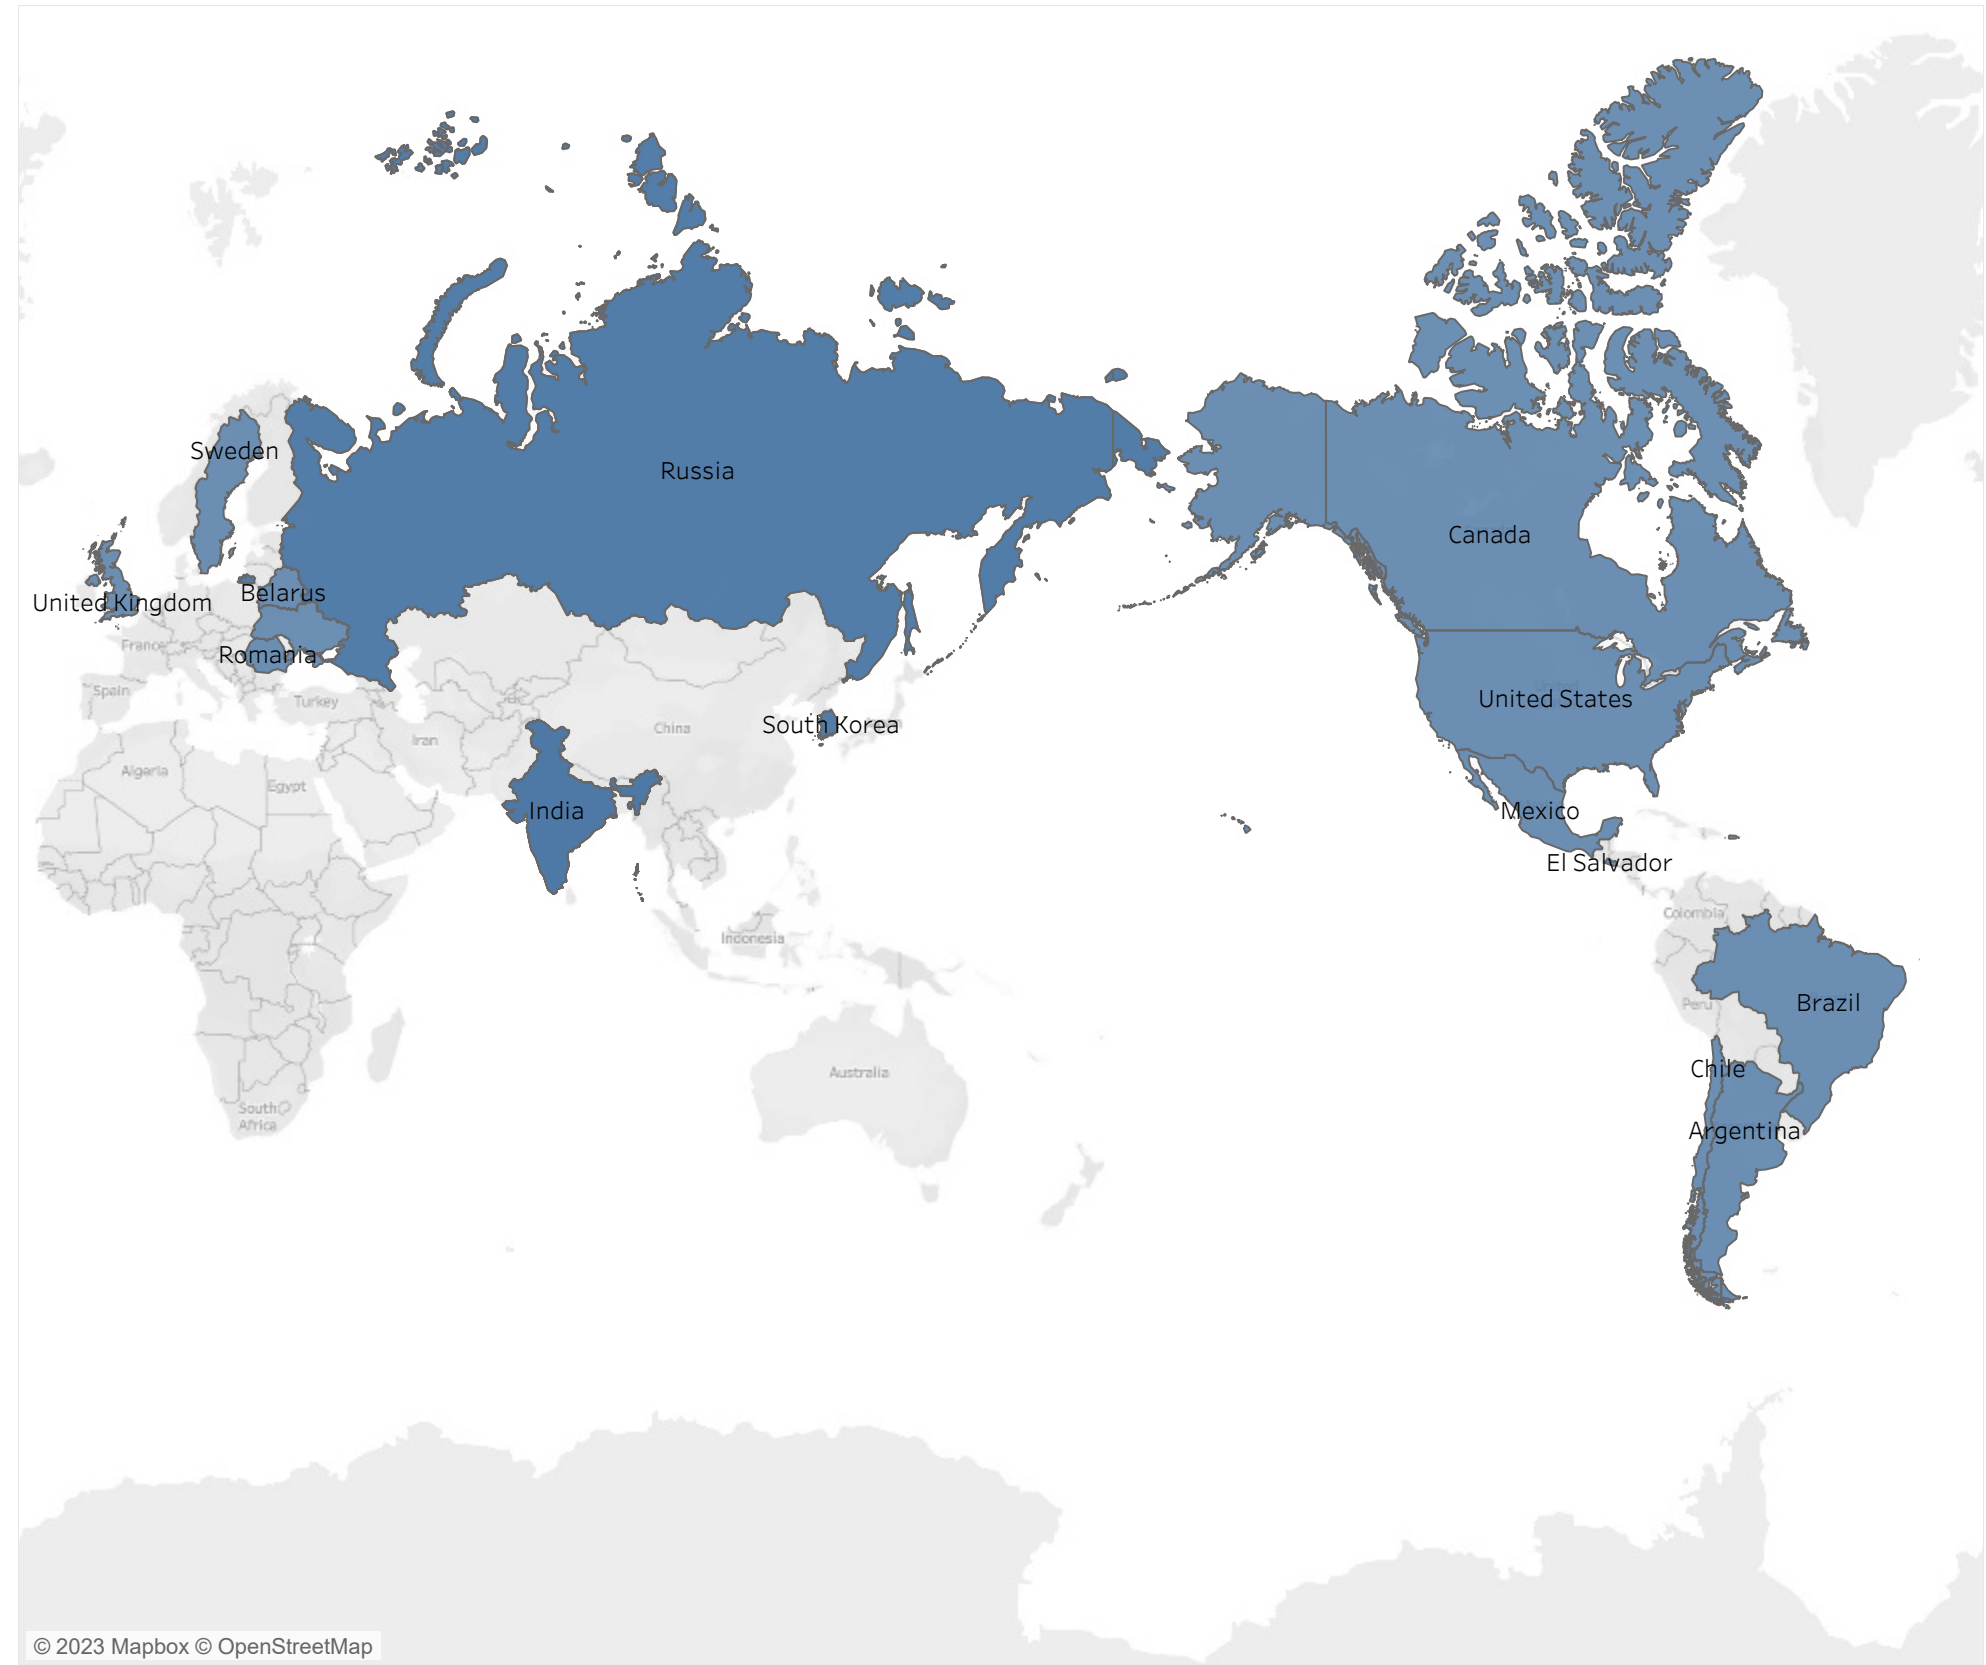 Sweden
Russia
Canada
Belarus
United Kingdom
France
Romania
Spain
Turkey
United States
South Korea
China
Iran
Algeria
Egypt
India
Mexico
El Salvador
Colombia
Indonesia
Brazil
Peru
Chile
Australia
South
Africa
Argentina
© 2023 Mapbox © OpenStreetMap